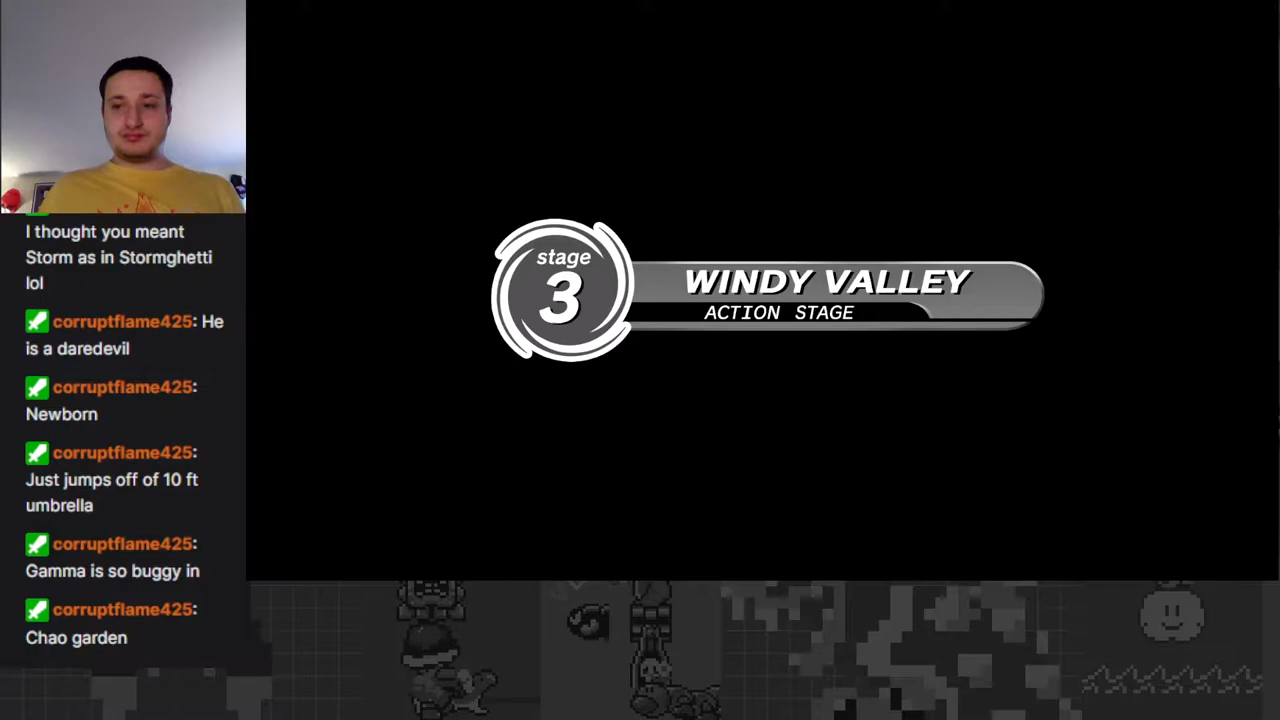 I thought you meant
Storm as in Stormghetti
lol
corruptflame425: He
is a daredevil
corruptflame425:
Newborn
corruptflame425:
Just jumps off of 10 ft
umbrella
corruptflame425:
Gamma is so buggy in
corruptflame425:
Chao garden
stage
3
WINDY VALLEY
ACTION STAGE